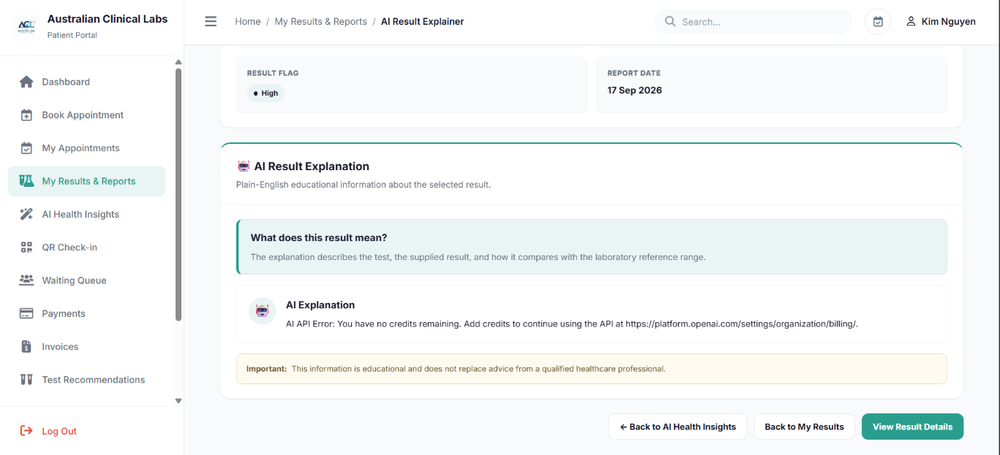 ACL
Australian Clinical Labs
Patient Portal
Home / My Results & Reports / AI Result Explainer
Search...
Kim Nguyen
Dashboard
Book Appointment
My Appointments
My Results & Reports
AI Health Insights
QR Check-in
Waiting Queue
Payments
Invoices
Test Recommendations
Log Out
RESULT FLAG
High
REPORT DATE
17 Sep 2026
AI Result Explanation
Plain-English educational information about the selected result.
What does this result mean?
The explanation describes the test, the supplied result, and how it compares with the laboratory reference range.
AI Explanation
AI API Error: You have no credits remaining. Add credits to continue using the API at https://platform.openai.com/settings/organization/billing/.
Important: This information is educational and does not replace advice from a qualified healthcare professional.
← Back to AI Health Insights
Back to My Results
View Result Details